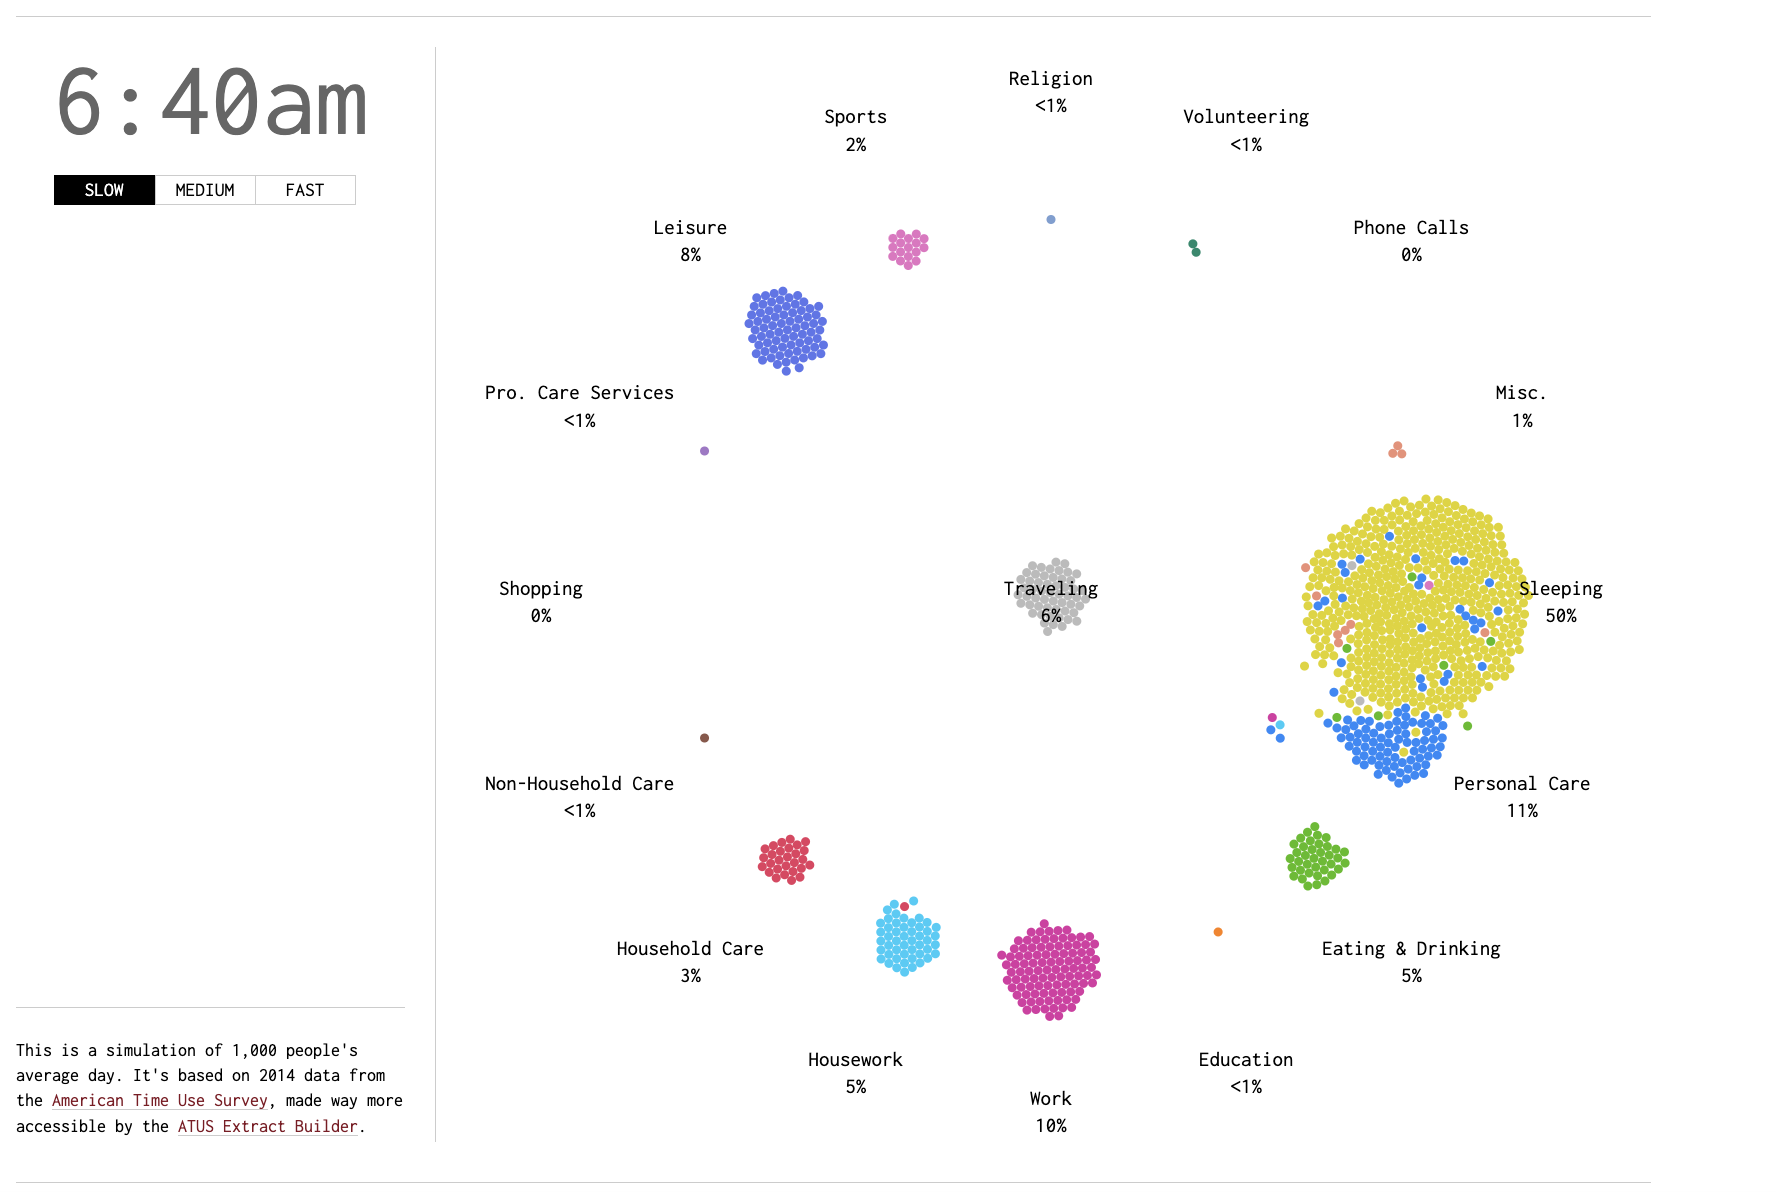 6:40am
SLOW
MEDIUM
FAST
This is a simulation of 1,000 people's
average day. It's based on 2014 data from
the American Time Use Survey, made way more
accessible by the ATUS Extract Builder.
Religion
<1%
Sports
2%
Volunteering
<1%
Leisure
8%
Phone Calls
0%
Pro. Care Services
<1%
Misc.
1%
Shopping
0%
Traveling
6%
Sleeping
50%
Non-Household Care
<1%
Personal Care
11%
Household Care
3%
Eating & Drinking
5%
Housework
5%
Education
<1%
Work
10%